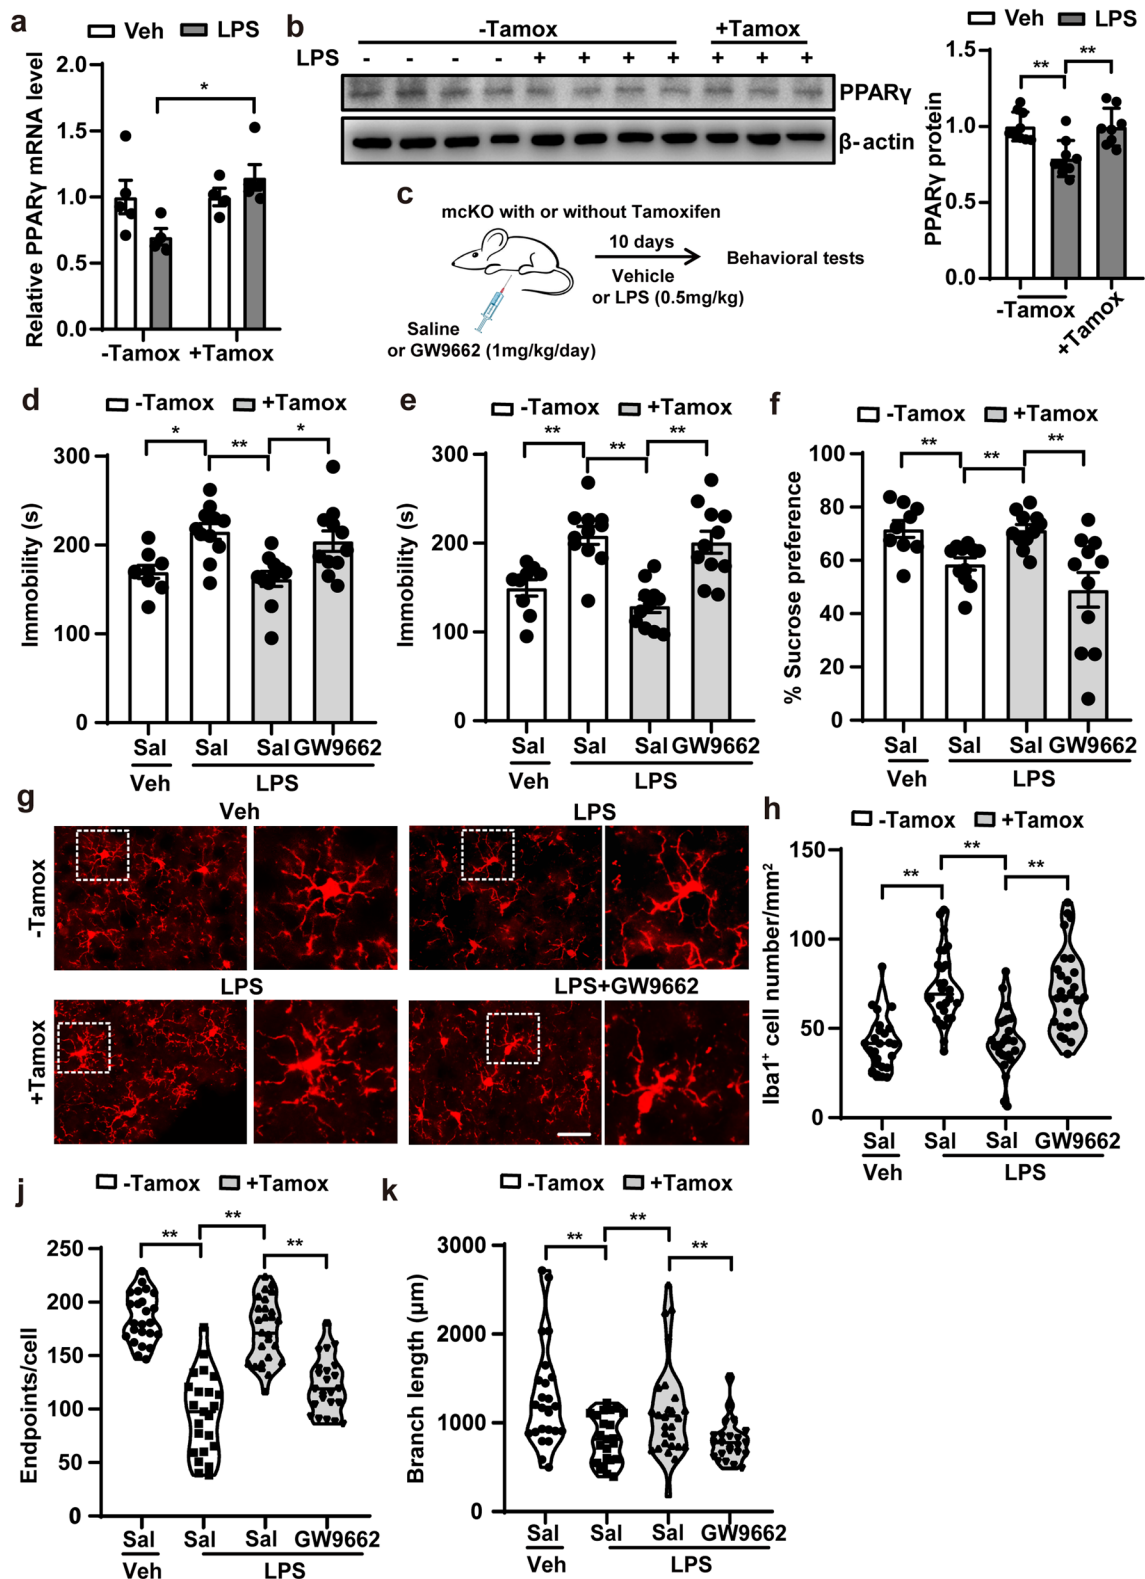 a
Veh LPS
Relative PPARγ mRNA level
2.0
1.5
1.0
0.5
0.0
*
-Tamox +Tamox
b
-Tamox +Tamox
LPS - - - - + + + + + + +
PPARγ
β-actin
Veh LPS
PPARγ protein
1.5
1.0
0.5
0.0
** **
-Tamox
+Tamox
c
mcKO with or without Tamoxifen
10 days
Vehicle
or LPS (0.5mg/kg)
Behavioral tests
Saline
or GW9662 (1mg/kg/day)
d
-Tamox +Tamox
Immobility (s)
300
200
100
0
* ** *
Sal Sal Sal GW9662
Veh LPS
e
-Tamox +Tamox
Immobility (s)
300
200
100
0
** ** **
Sal Sal Sal GW9662
Veh LPS
f
-Tamox +Tamox
% Sucrose preference
100
80
60
40
20
0
** ** **
Sal Sal Sal GW9662
Veh LPS
g
Veh LPS
-Tamox
LPS LPS+GW9662
+Tamox
h
-Tamox +Tamox
Iba1+ cell number/mm2
150
100
50
0
** ** **
Sal Sal Sal GW9662
Veh LPS
j
-Tamox +Tamox
Endpoints/cell
250
200
150
100
50
0
** ** **
Sal Sal Sal GW9662
Veh LPS
k
-Tamox +Tamox
Branch length (μm)
3000
2000
1000
0
** ** **
Sal Sal Sal GW9662
Veh LPS